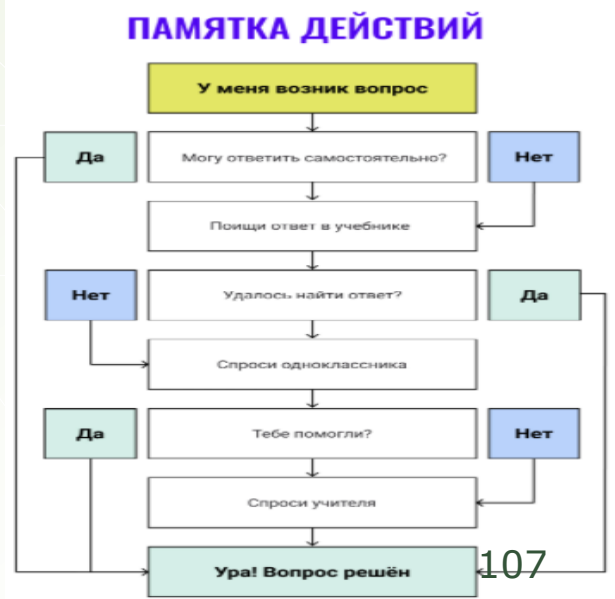 ПАМЯТКА ДЕЙСТВИЙ
У меня возник вопрос
Да
Могу ответить самостоятельно?
Нет
Поищи ответ в учебнике
Нет
Удалось найти ответ?
Да
Спроси одноклассника
Да
Тебе помогли?
Нет
Спроси учителя
Ура! Вопрос решён
107